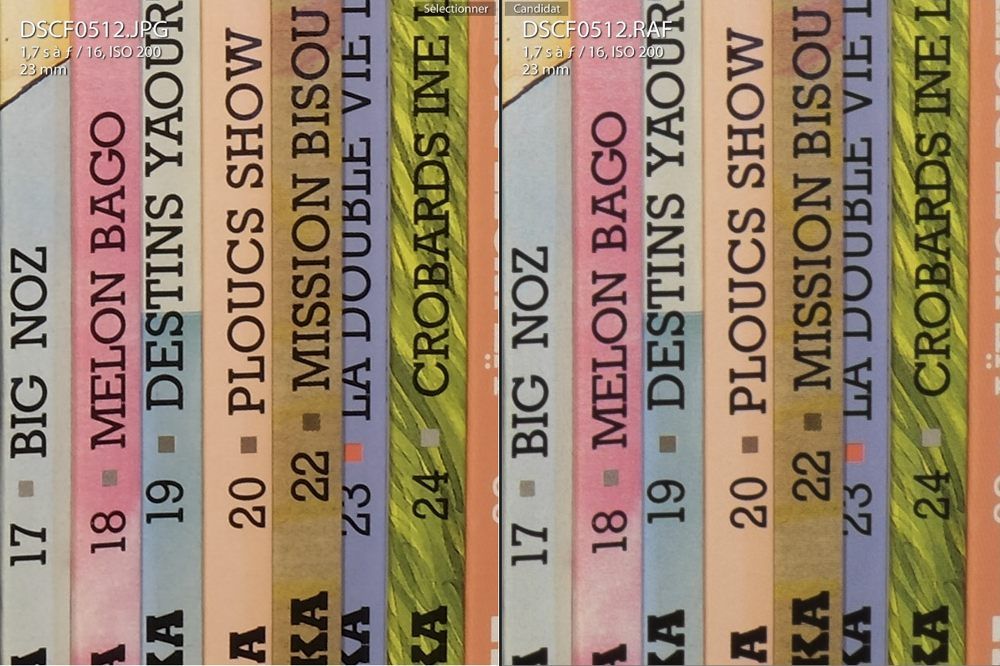 Sélectionner
DSCF0512.JPG
1,7 s à ƒ / 16, ISO 200
23 mm
17 ▪ BIG NOZ
18 ▪ MELON BAGO
19 ▪ DESTINS YAOUR
20 ▪ PLOUCS SHOW
22 ▪ MISSION BISOU
23 ▪ LA DOUBLE VIE
24 ▪ CROBARDS INE L
A
KA
KA
KA
Candidat
DSCF0512.RAF
1,7 s à ƒ / 16, ISO 200
23 mm
17 ▪ BIG NOZ
18 ▪ MELON BAGO
19 ▪ DESTINS YAOUR
20 ▪ PLOUCS SHOW
22 ▪ MISSION BISOU
23 ▪ LA DOUBLE VIE
24 ▪ CROBARDS INE L
A
KA
KA
KA